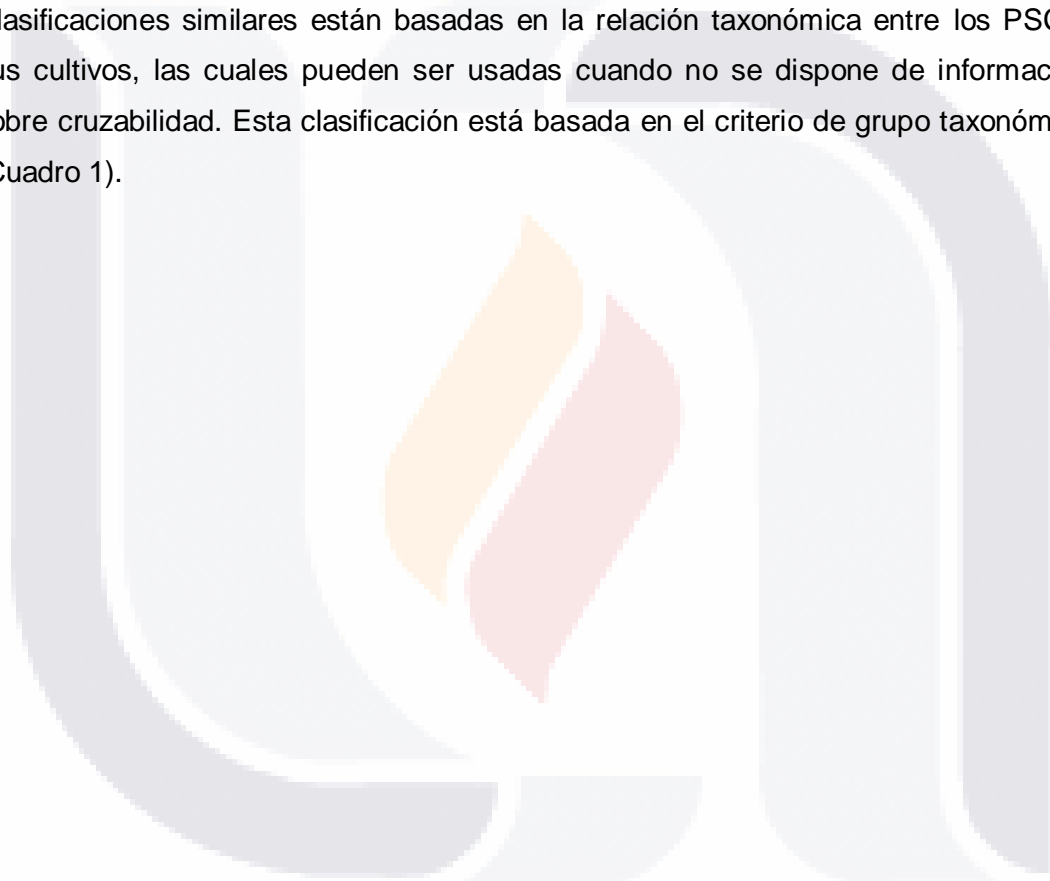 lasificaciones similares están basadas en la relación taxonómica entre los PSC
us cultivos, las cuales pueden ser usadas cuando no se dispone de informac
obre cruzabilidad. Esta clasificación está basada en el criterio de grupo taxonóm
Cuadro 1).